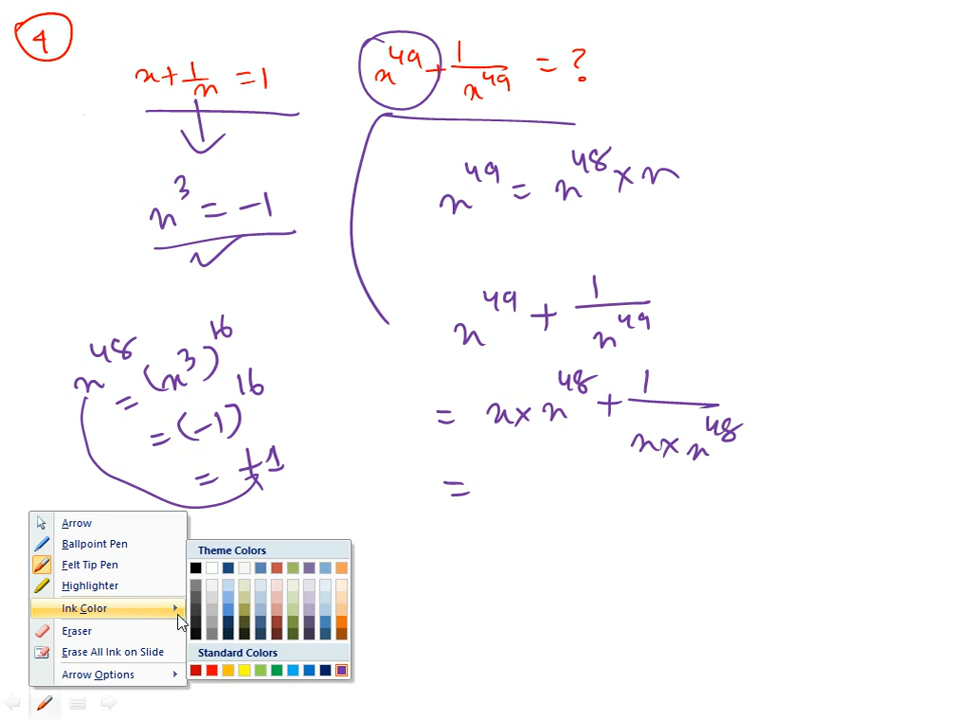 4
x + 1/x = 1
x^49 + 1/x^49 = ?
x^3 = -1
x^49 = x^48 × x
x^49 + 1/x^49
x^48 = (x^3)^16
= (-1)^16
= +1
= x × x^48 + 1/(x × x^48)
=
Arrow
Ballpoint Pen
Felt Tip Pen
Highlighter
Ink Color
Eraser
Erase All Ink on Slide
Arrow Options
Theme Colors
Standard Colors